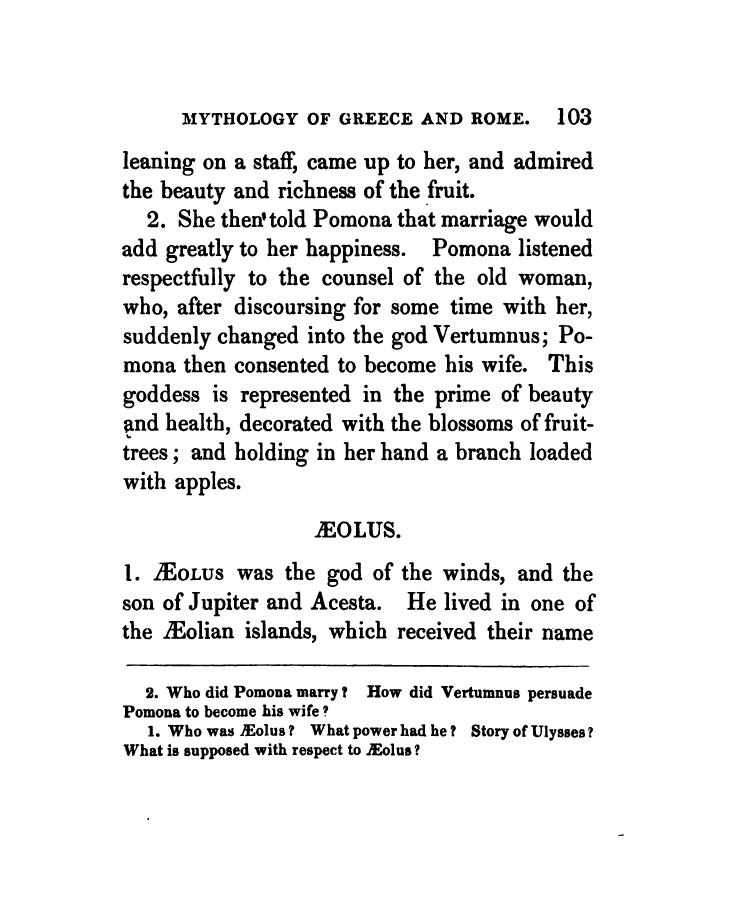 MYTHOLOGY OF GREECE AND ROME. 103
leaning on a staff, came up to her, and admired
the beauty and richness of the fruit.
2. She then told Pomona that marriage would
add greatly to her happiness. Pomona listened
respectfully to the counsel of the old woman,
who, after discoursing for some time with her,
suddenly changed into the god Vertumnus; Po-
mona then consented to become his wife. This
goddess is represented in the prime of beauty
and health, decorated with the blossoms of fruit-
trees; and holding in her hand a branch loaded
with apples.
ÆOLUS.
1. ÆOLUS was the god of the winds, and the
son of Jupiter and Acesta. He lived in one of
the Æolian islands, which received their name
2. Who did Pomona marry? How did Vertumnus persuade
Pomona to become his wife?
1. Who was Æolus? What power had he? Story of Ulysses?
What is supposed with respect to Æolus?